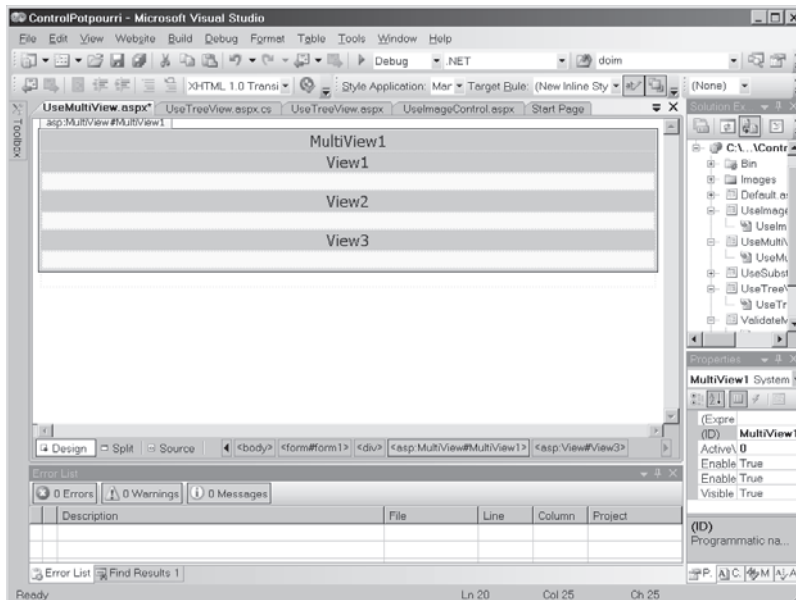 ControlPotpourri - Microsoft Visual Studio
File Edit View Website Build Debug Format Table Tools Window Help
Debug .NET doim
XHTML 1.0 Transi Style Application: Mar Target Rule: (New Inline Sty (None)
Toolbox
UseMultiView.aspx* UseTreeView.aspx.cs UseTreeView.aspx UseImageControl.aspx Start Page
asp:MultiView#MultiView1
MultiView1
View1
View2
View3
Design Split Source <body> <form#form1> <div> <asp:MultiView#MultiView1> <asp:View#View3>
Error List
0 Errors 0 Warnings 0 Messages
Description File Line Column Project
Error List Find Results 1
Solution Ex...
C:\...\Contr
Bin
Images
Default.as
UseImage
UseIm
UseMulti\
UseMu
UseSubst
UseTree\
UseTr
ValidateM
Properties
MultiView1 System
(Expre
(ID) MultiView1
Active\ 0
Enable True
Enable True
Visible True
(ID)
Programmatic na...
P. C. M A
Ready Ln 20 Col 25 Ch 25